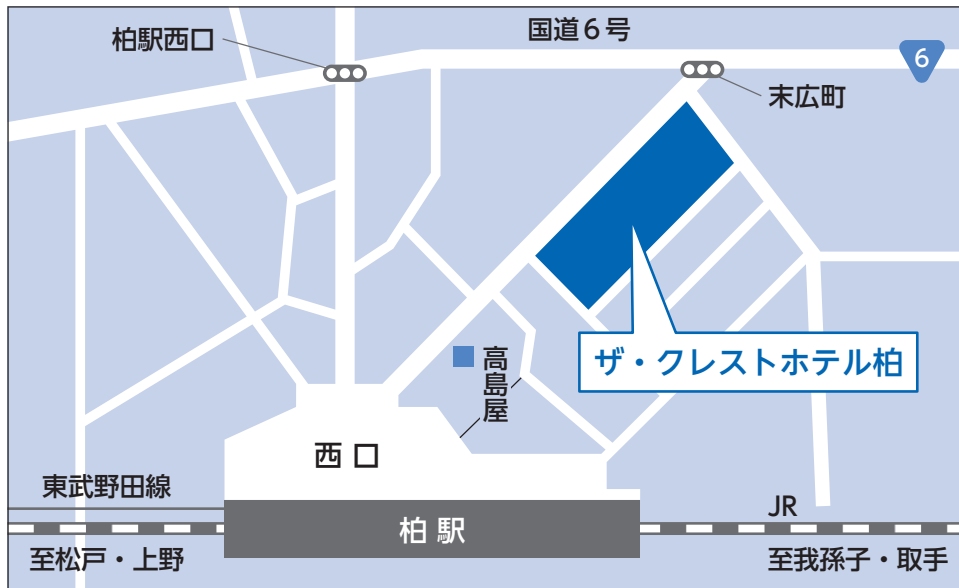 国道6号
柏駅西口
6
末広町
高島屋
ザ・クレストホテル柏
西口
東武野田線
JR
柏駅
至松戸・上野
至我孫子・取手